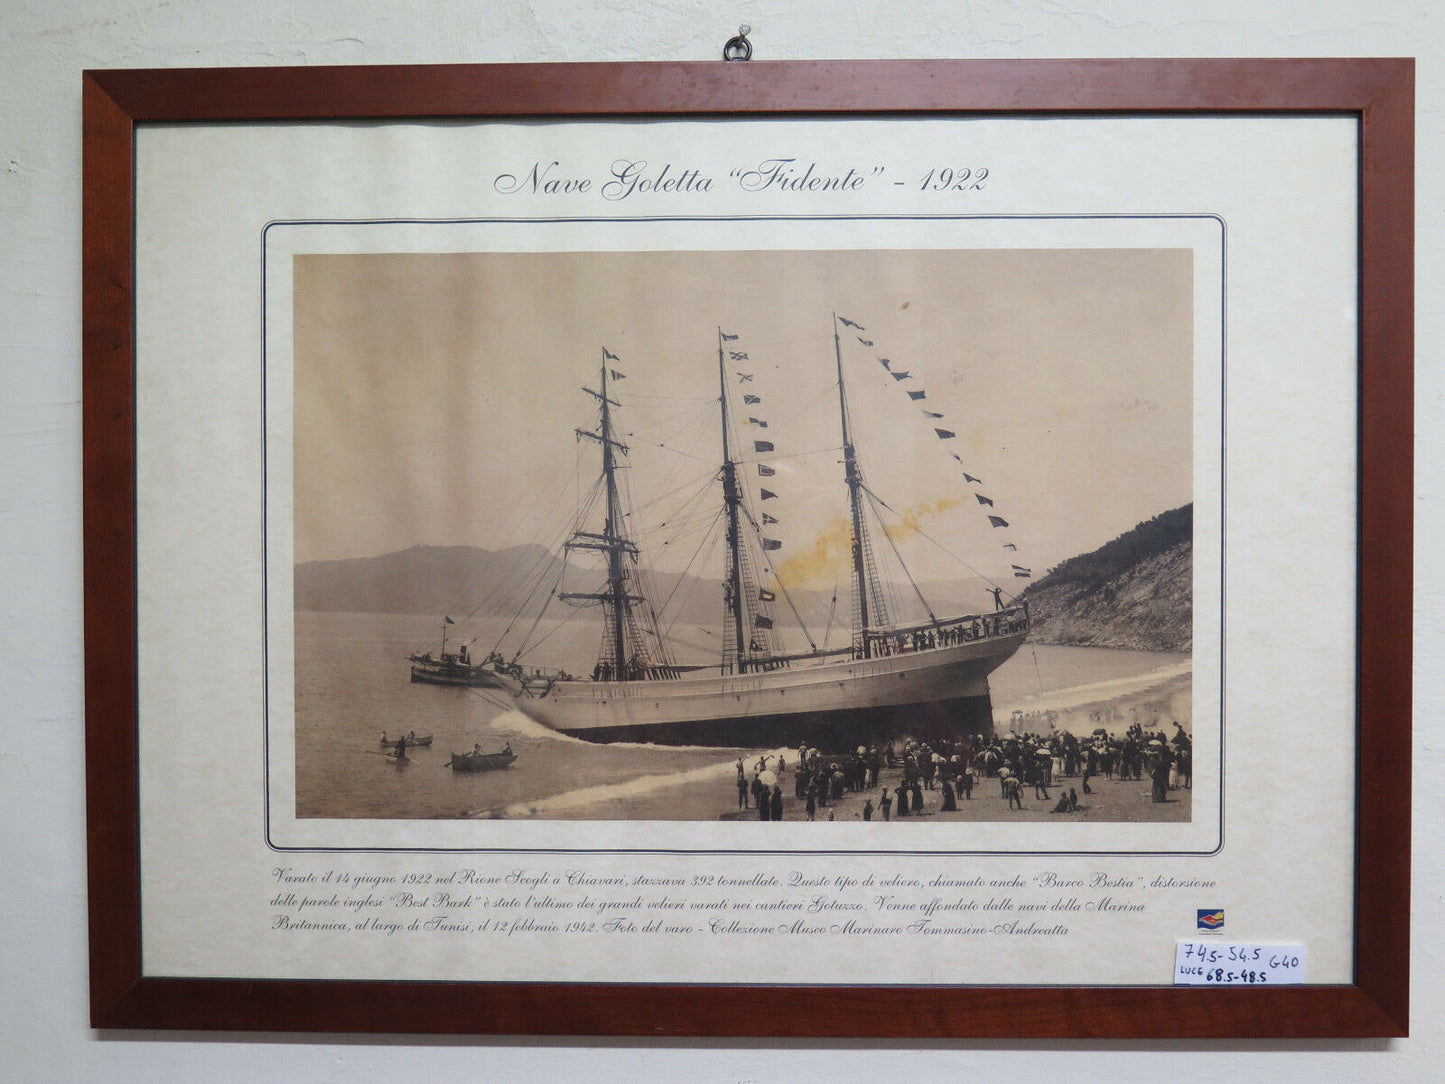 Nave Goletta "Fidente" - 1922
Varato il 14 giugno 1922 nel Rione Scogli a Chiavari, stazzava 392 tonnellate. Questo tipo di veliero, chiamato anche "Barco Bestia", distorsione
delle parole inglesi "Best Bark" è stato l'ultimo dei grandi velieri varati nei cantieri Gotuzzo. Venne affondato dalle navi della Marina
Britannica, al largo di Tunisi, il 12 febbraio 1942. Foto del varo - Collezione Museo Marinaro Tommasino-Andreatta
74.5-54.5 G40
LUCE 68.5-48.5